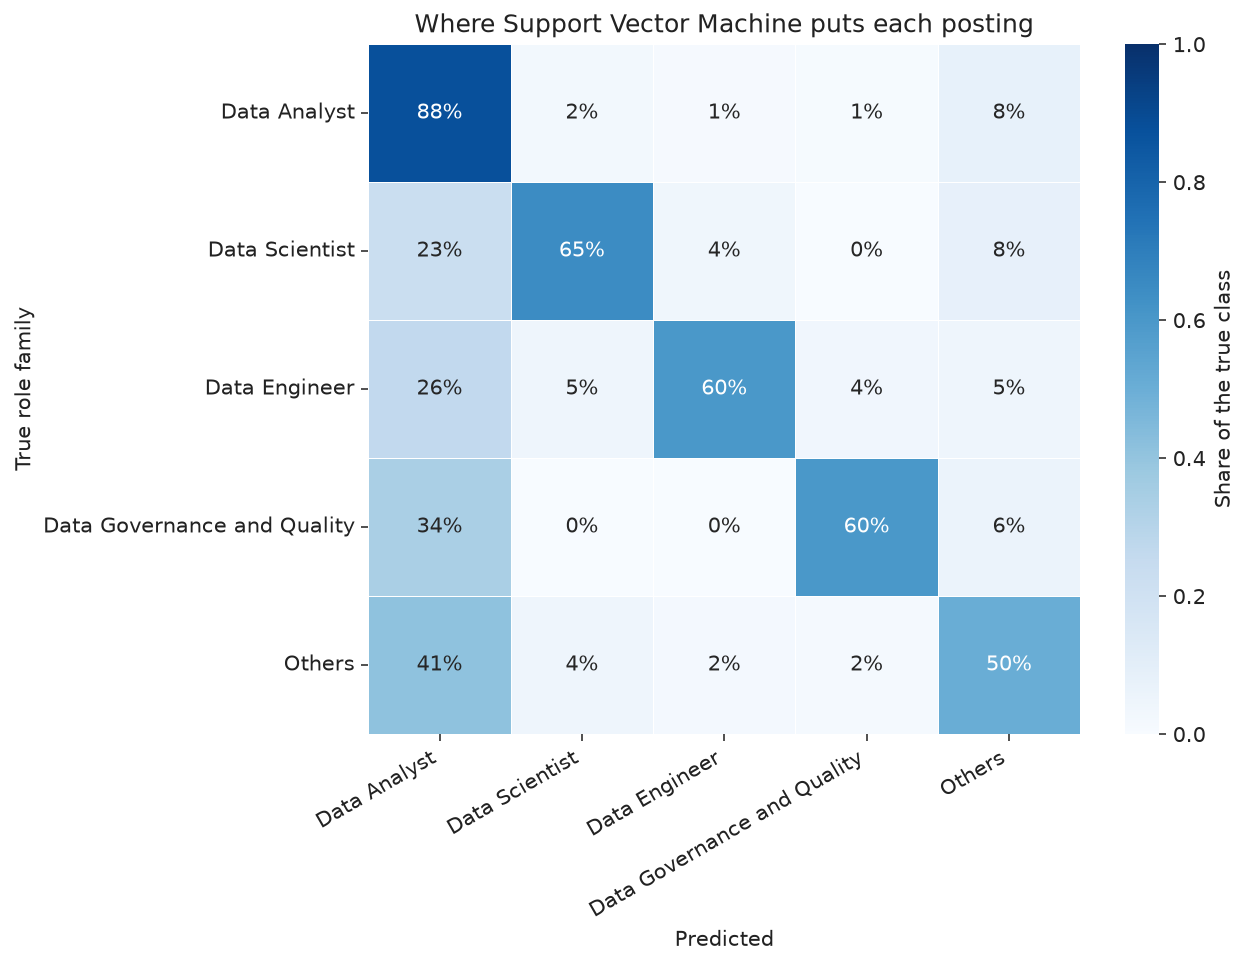 Where Support Vector Machine puts each posting
True role family
Data Analyst 88% 2% 1% 1% 8%
Data Scientist 23% 65% 4% 0% 8%
Data Engineer 26% 5% 60% 4% 5%
Data Governance and Quality 34% 0% 0% 60% 6%
Others 41% 4% 2% 2% 50%
Data Analyst
Data Scientist
Data Engineer
Data Governance and Quality
Others
Predicted
1.0
0.8
0.6
0.4
0.2
0.0
Share of the true class